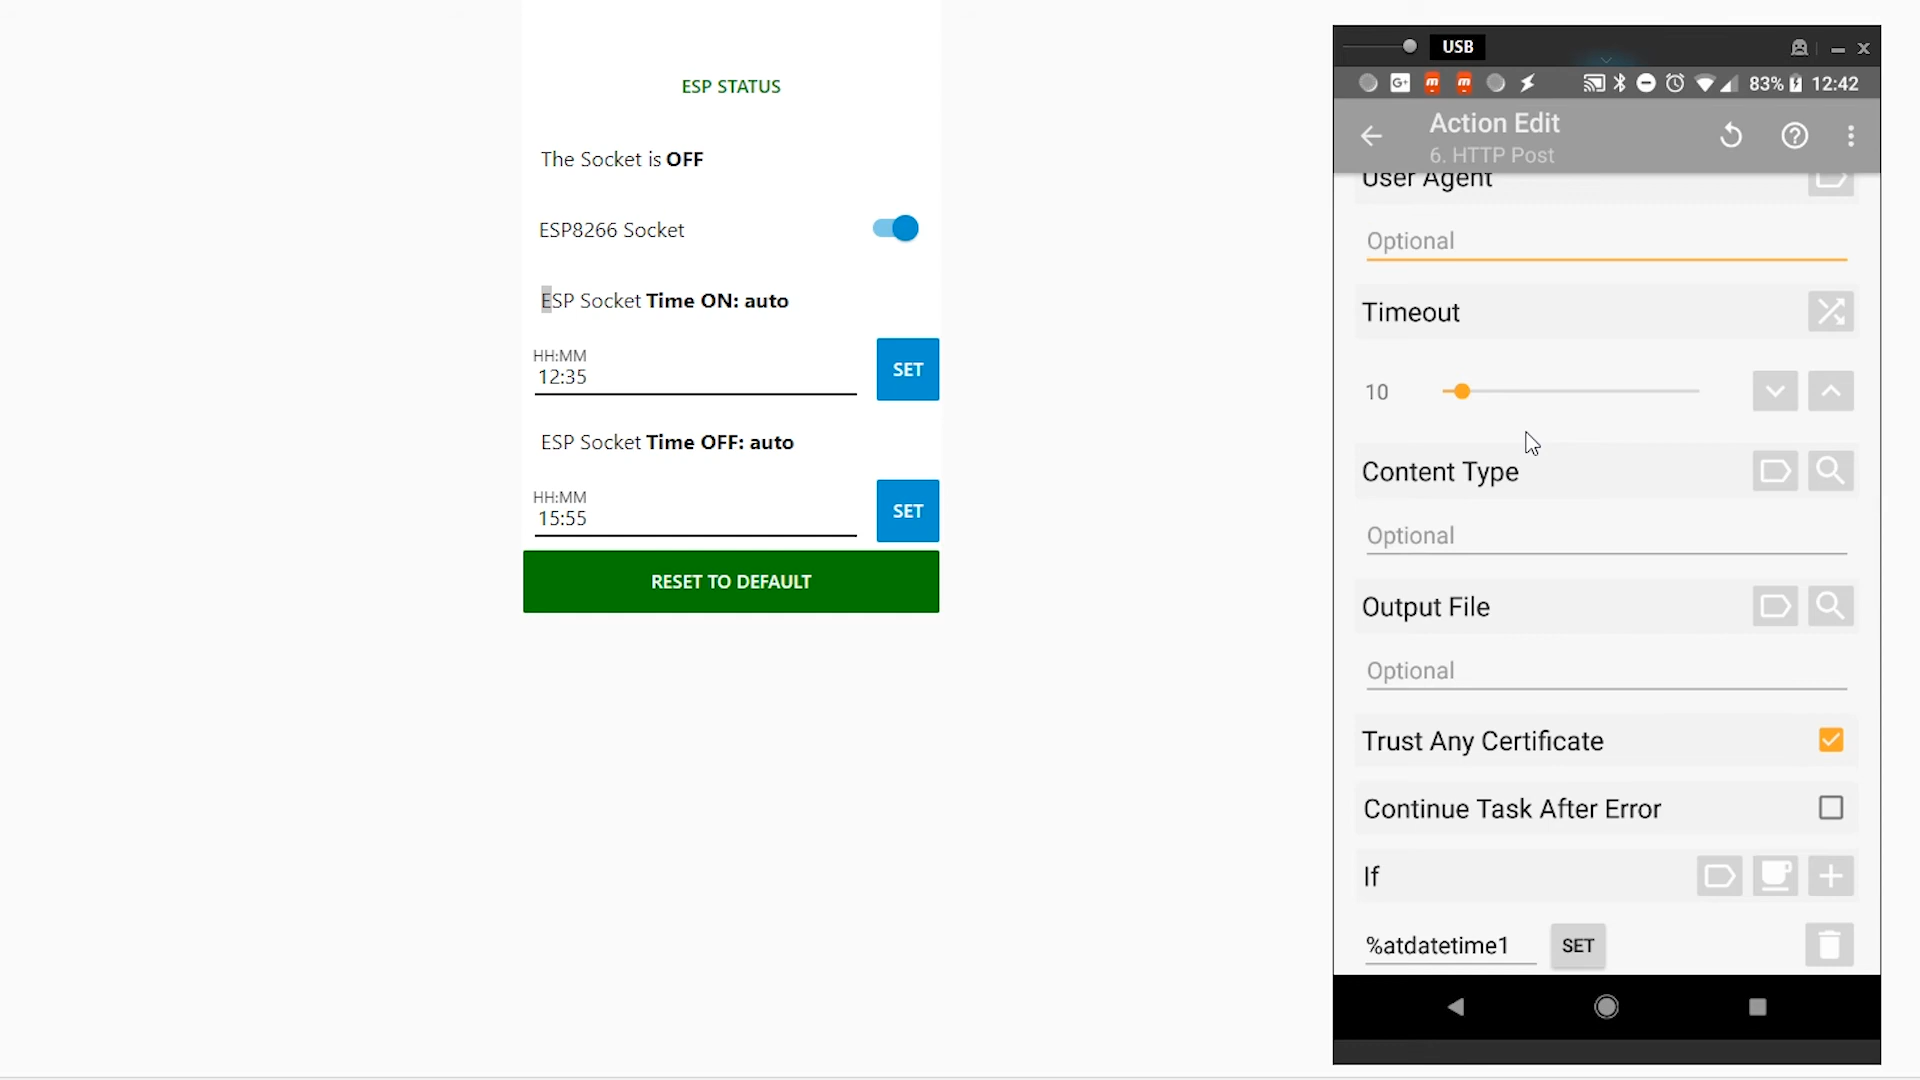 ESP STATUS
The Socket is OFF
ESP8266 Socket
ESP Socket Time ON: auto
HH:MM
12:35
SET
ESP Socket Time OFF: auto
HH:MM
15:55
SET
RESET TO DEFAULT
USB
G+
m
m
83%
12:42
Action Edit
6. HTTP Post
User Agent
Optional
Timeout
10
Content Type
Optional
Output File
Optional
Trust Any Certificate
Continue Task After Error
If
%atdatetime1
SET